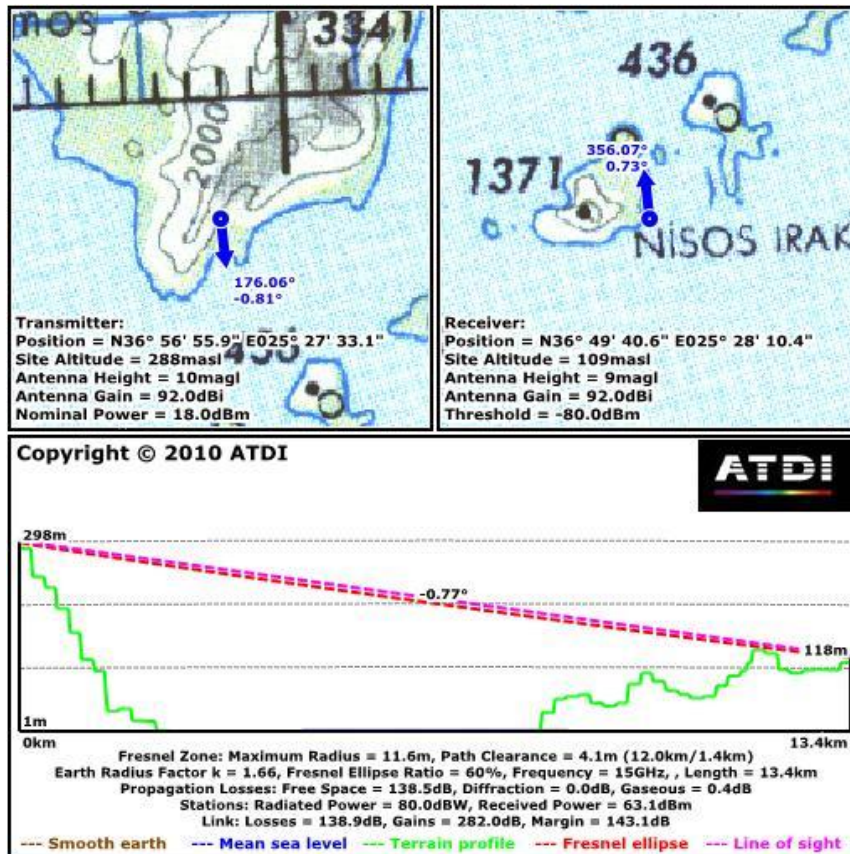 mos
3341
2000
176.06°
-0.81°
Transmitter:
Position = N36° 56' 55.9" E025° 27' 33.1"
Site Altitude = 288masl
Antenna Height = 10magl
Antenna Gain = 92.0dBi
Nominal Power = 18.0dBm
436
356.07°
0.73°
1371
NİSOS IRAK
Receiver:
Position = N36° 49' 40.6" E025° 28' 10.4"
Site Altitude = 109masl
Antenna Height = 9magl
Antenna Gain = 92.0dBi
Threshold = -80.0dBm
Copyright © 2010 ATDI
ATDI
298m
-0.77°
118m
1m
0km
13.4km
Fresnel Zone: Maximum Radius = 11.6m, Path Clearance = 4.1m (12.0km/1.4km)
Earth Radius Factor k = 1.66, Fresnel Ellipse Ratio = 60%, Frequency = 15GHz, , Length = 13.4km
Propagation Losses: Free Space = 138.5dB, Diffraction = 0.0dB, Gaseous = 0.4dB
Stations: Radiated Power = 80.0dBW, Received Power = 63.1dBm
Link: Losses = 138.9dB, Gains = 282.0dB, Margin = 143.1dB
--- Smooth earth --- Mean sea level --- Terrain profile --- Fresnel ellipse --- Line of sight